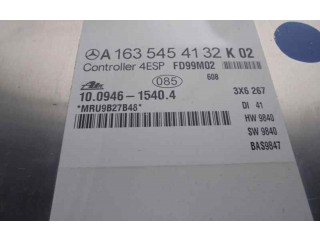 A 163 545 41 32 K 02
Controller 4ESP FD99M02
085 608
Ate
10.0946-1540.4 3X6 267
*MRU9B27B48* DI 41
HW 9840
SW 9840
BAS9847